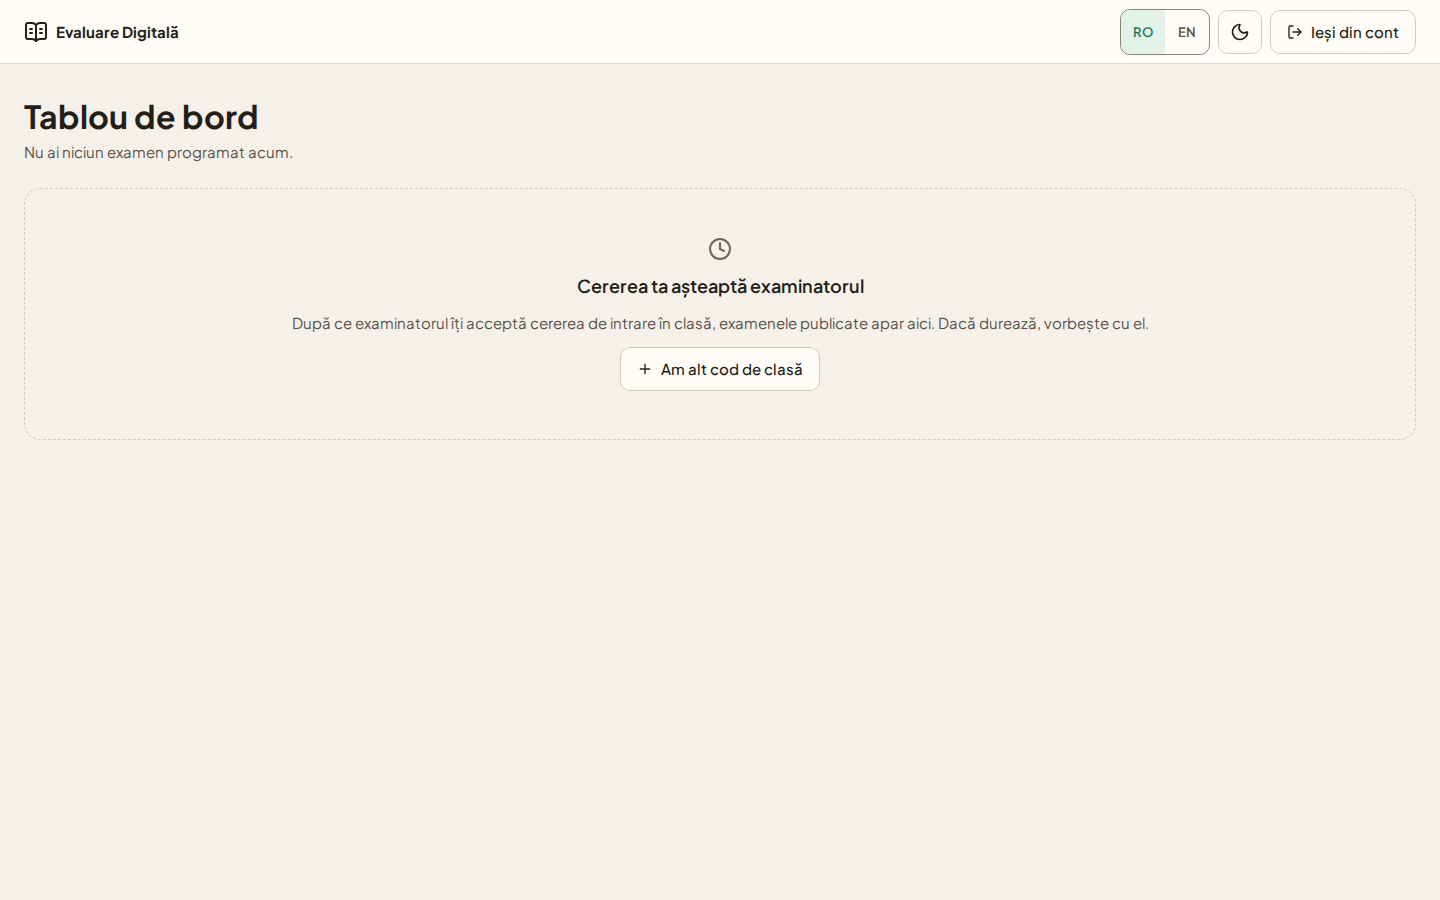 Evaluare Digitală
RO
EN
Ieși din cont
Tablou de bord
Nu ai niciun examen programat acum.
Cererea ta așteaptă examinatorul
După ce examinatorul îți acceptă cererea de intrare în clasă, examenele publicate apar aici. Dacă durează, vorbește cu el.
Am alt cod de clasă